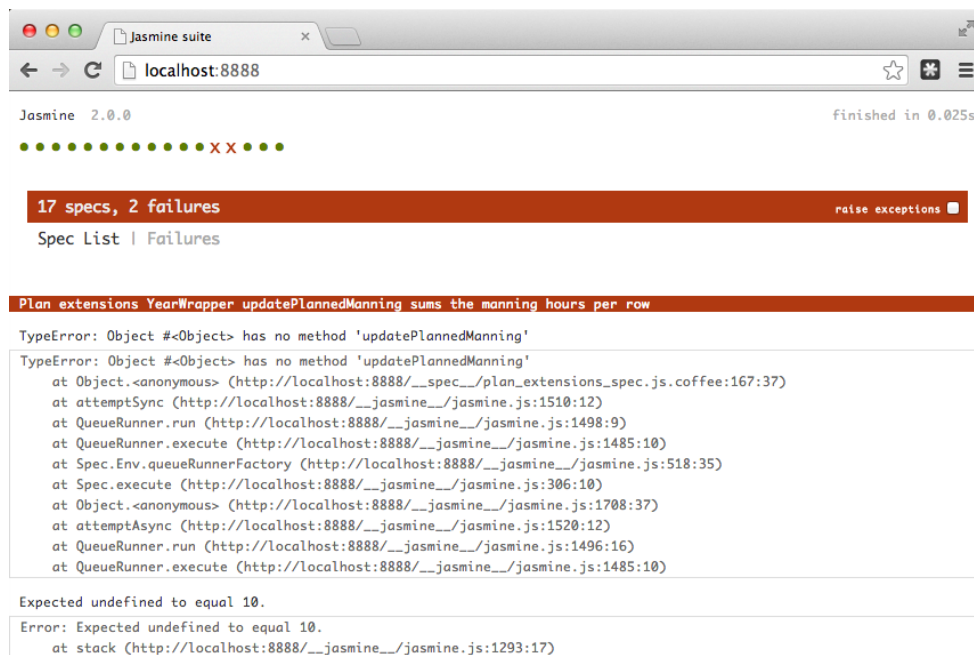 Jasmine suite
localhost:8888
Jasmine 2.0.0 finished in 0.025s
••••••••••••xx•••
17 specs, 2 failures raise exceptions
Spec List | Failures
Plan extensions YearWrapper updatePlannedManning sums the manning hours per row
TypeError: Object #<Object> has no method 'updatePlannedManning'
TypeError: Object #<Object> has no method 'updatePlannedManning'
at Object.<anonymous> (http://localhost:8888/__spec__/plan_extensions_spec.js.coffee:167:37)
at attemptSync (http://localhost:8888/__jasmine__/jasmine.js:1510:12)
at QueueRunner.run (http://localhost:8888/__jasmine__/jasmine.js:1498:9)
at QueueRunner.execute (http://localhost:8888/__jasmine__/jasmine.js:1485:10)
at Spec.Env.queueRunnerFactory (http://localhost:8888/__jasmine__/jasmine.js:518:35)
at Spec.execute (http://localhost:8888/__jasmine__/jasmine.js:306:10)
at Object.<anonymous> (http://localhost:8888/__jasmine__/jasmine.js:1708:37)
at attemptAsync (http://localhost:8888/__jasmine__/jasmine.js:1520:12)
at QueueRunner.run (http://localhost:8888/__jasmine__/jasmine.js:1496:16)
at QueueRunner.execute (http://localhost:8888/__jasmine__/jasmine.js:1485:10)
Expected undefined to equal 10.
Error: Expected undefined to equal 10.
at stack (http://localhost:8888/__jasmine__/jasmine.js:1293:17)